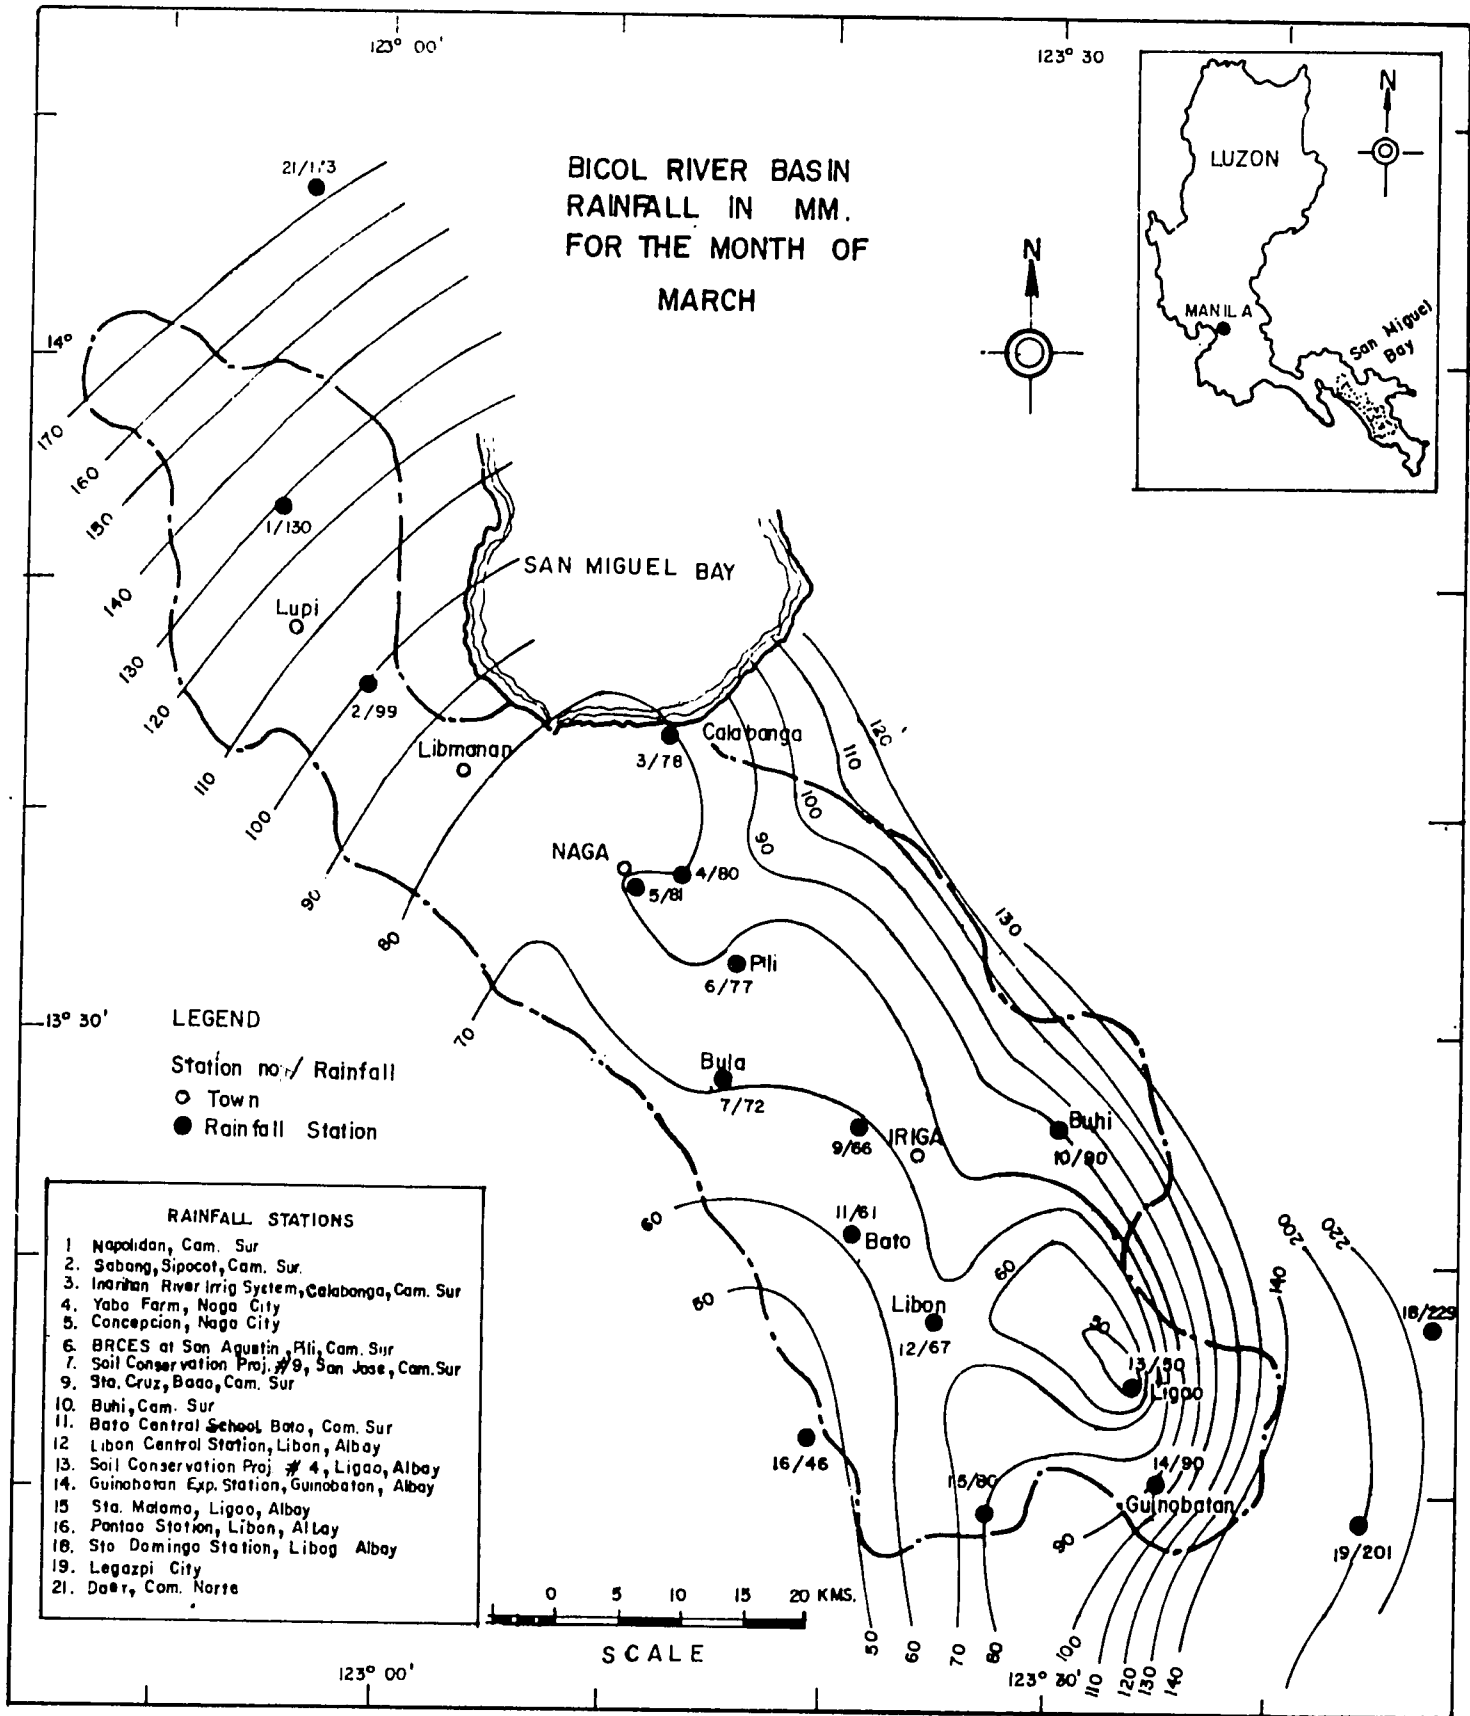 123° 00'
123° 30
BICOL RIVER BASIN
RAINFALL IN MM.
FOR THE MONTH OF
MARCH
N
N
LUZON
MANILA
San Miguel
Bay
14°
170
160
150
140
130
120
110
100
90
80
70
1/130
Lupi
2/99
Libmanan
SAN MIGUEL BAY
3/78
Calabanga
120
110
100
90
130
NAGA
4/80
5/81
Pili
6/77
13° 30'
Bula
7/72
9/66
IRIGA
Buhi
10/90
60
11/61
Bato
50
60
50
Libon
12/67
13/50
Ligao
140
200
220
18/229
16/46
15/80
14/90
Guinobatan
90
19/201
LEGEND
Station no / Rainfall
Town
Rainfall Station
RAINFALL STATIONS
1 Napolidan, Cam. Sur
2. Sabang, Sipocot, Cam. Sur.
3. Inarihan River Irrig System, Calabanga, Cam. Sur
4. Yabo Farm, Naga City
5. Concepcion, Naga City
6. BRCES at San Agustin, Pili, Cam. Sur
7. Soil Conservation Proj. #9, San Jose, Cam. Sur
9. Sta. Cruz, Baao, Cam. Sur
10. Buhi, Cam. Sur
11. Bato Central School, Bato, Cam. Sur
12 Libon Central Station, Libon, Albay
13. Soil Conservation Proj # 4, Ligao, Albay
14. Guinobatan Exp. Station, Guinobatan, Albay
15 Sta. Matama, Ligao, Albay
16. Pantao Station, Libon, Albay
18. Sto Domingo Station, Libog Albay
19. Legazpi City
21. Daet, Cam. Norte
0 5 10 15 20 KMS.
SCALE
50
60
70
80
100
110
120
130
140
123° 00'
123° 30'